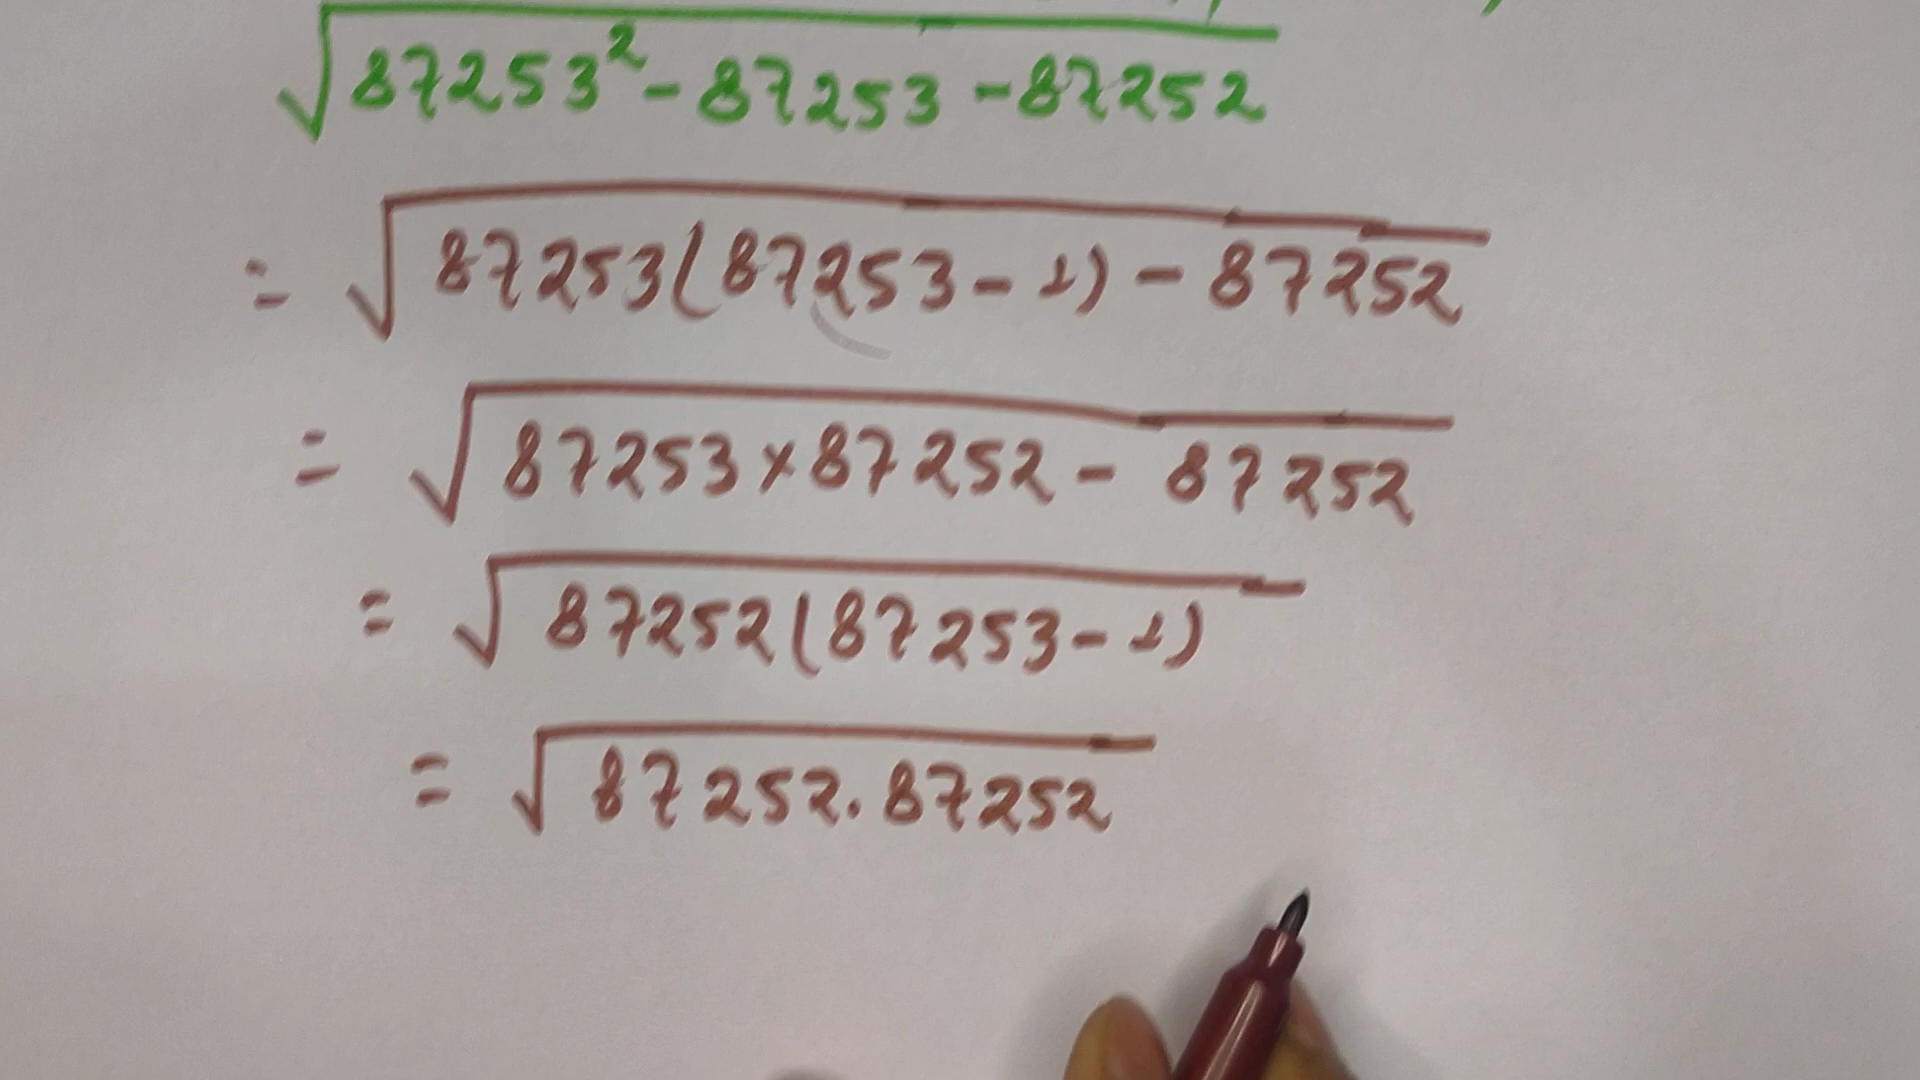 √87253² - 87253 - 87252
= √87253(87253 - 1) - 87252
= √87253 × 87252 - 87252
= √87252(87253 - 1)
= √87252.87252